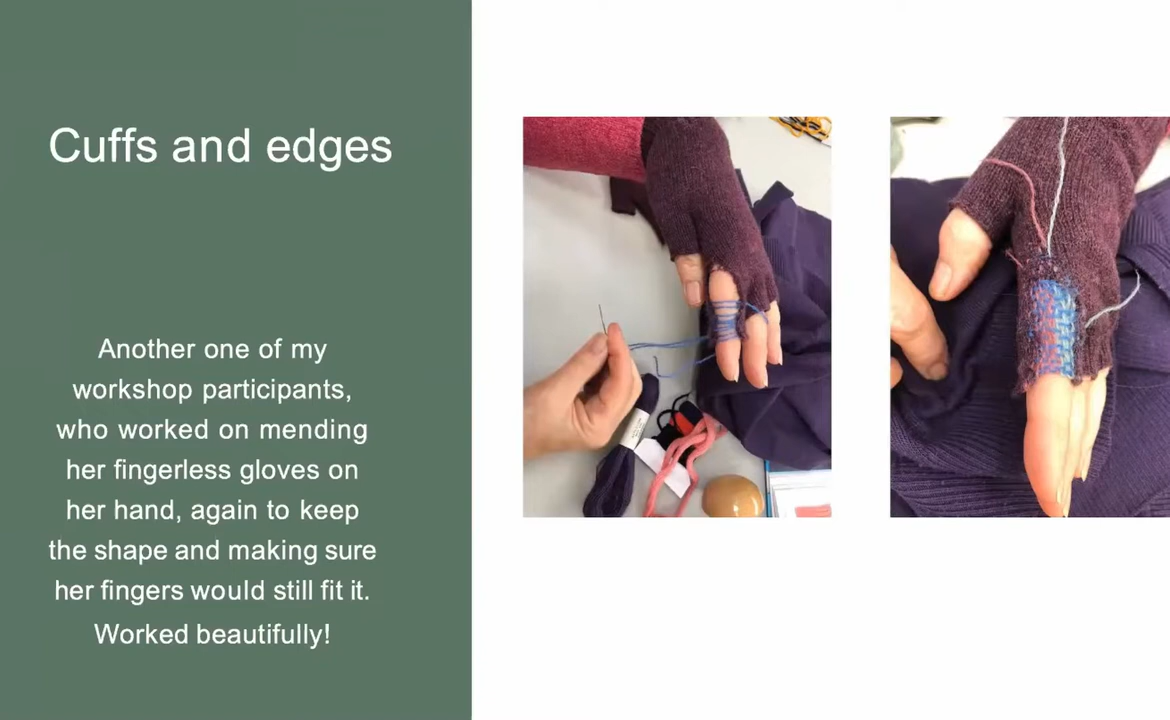 Cuffs and edges
Another one of my
workshop participants,
who worked on mending
her fingerless gloves on
her hand, again to keep
the shape and making sure
her fingers would still fit it.
Worked beautifully!